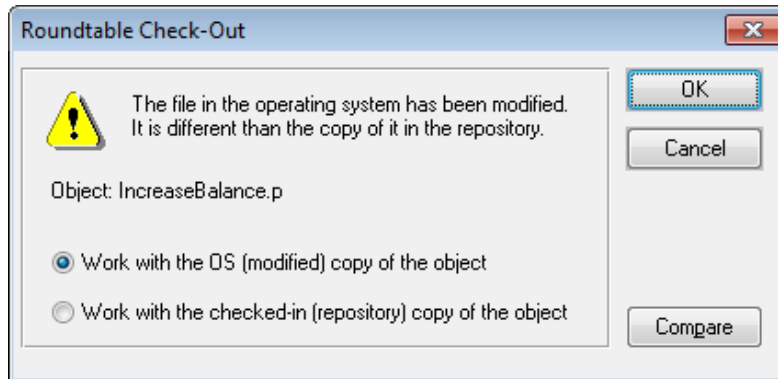 Roundtable Check-Out
The file in the operating system has been modified.
It is different than the copy of it in the repository.
Object: IncreaseBalance.p
Work with the OS (modified) copy of the object
Work with the checked-in (repository) copy of the object
OK
Cancel
Compare